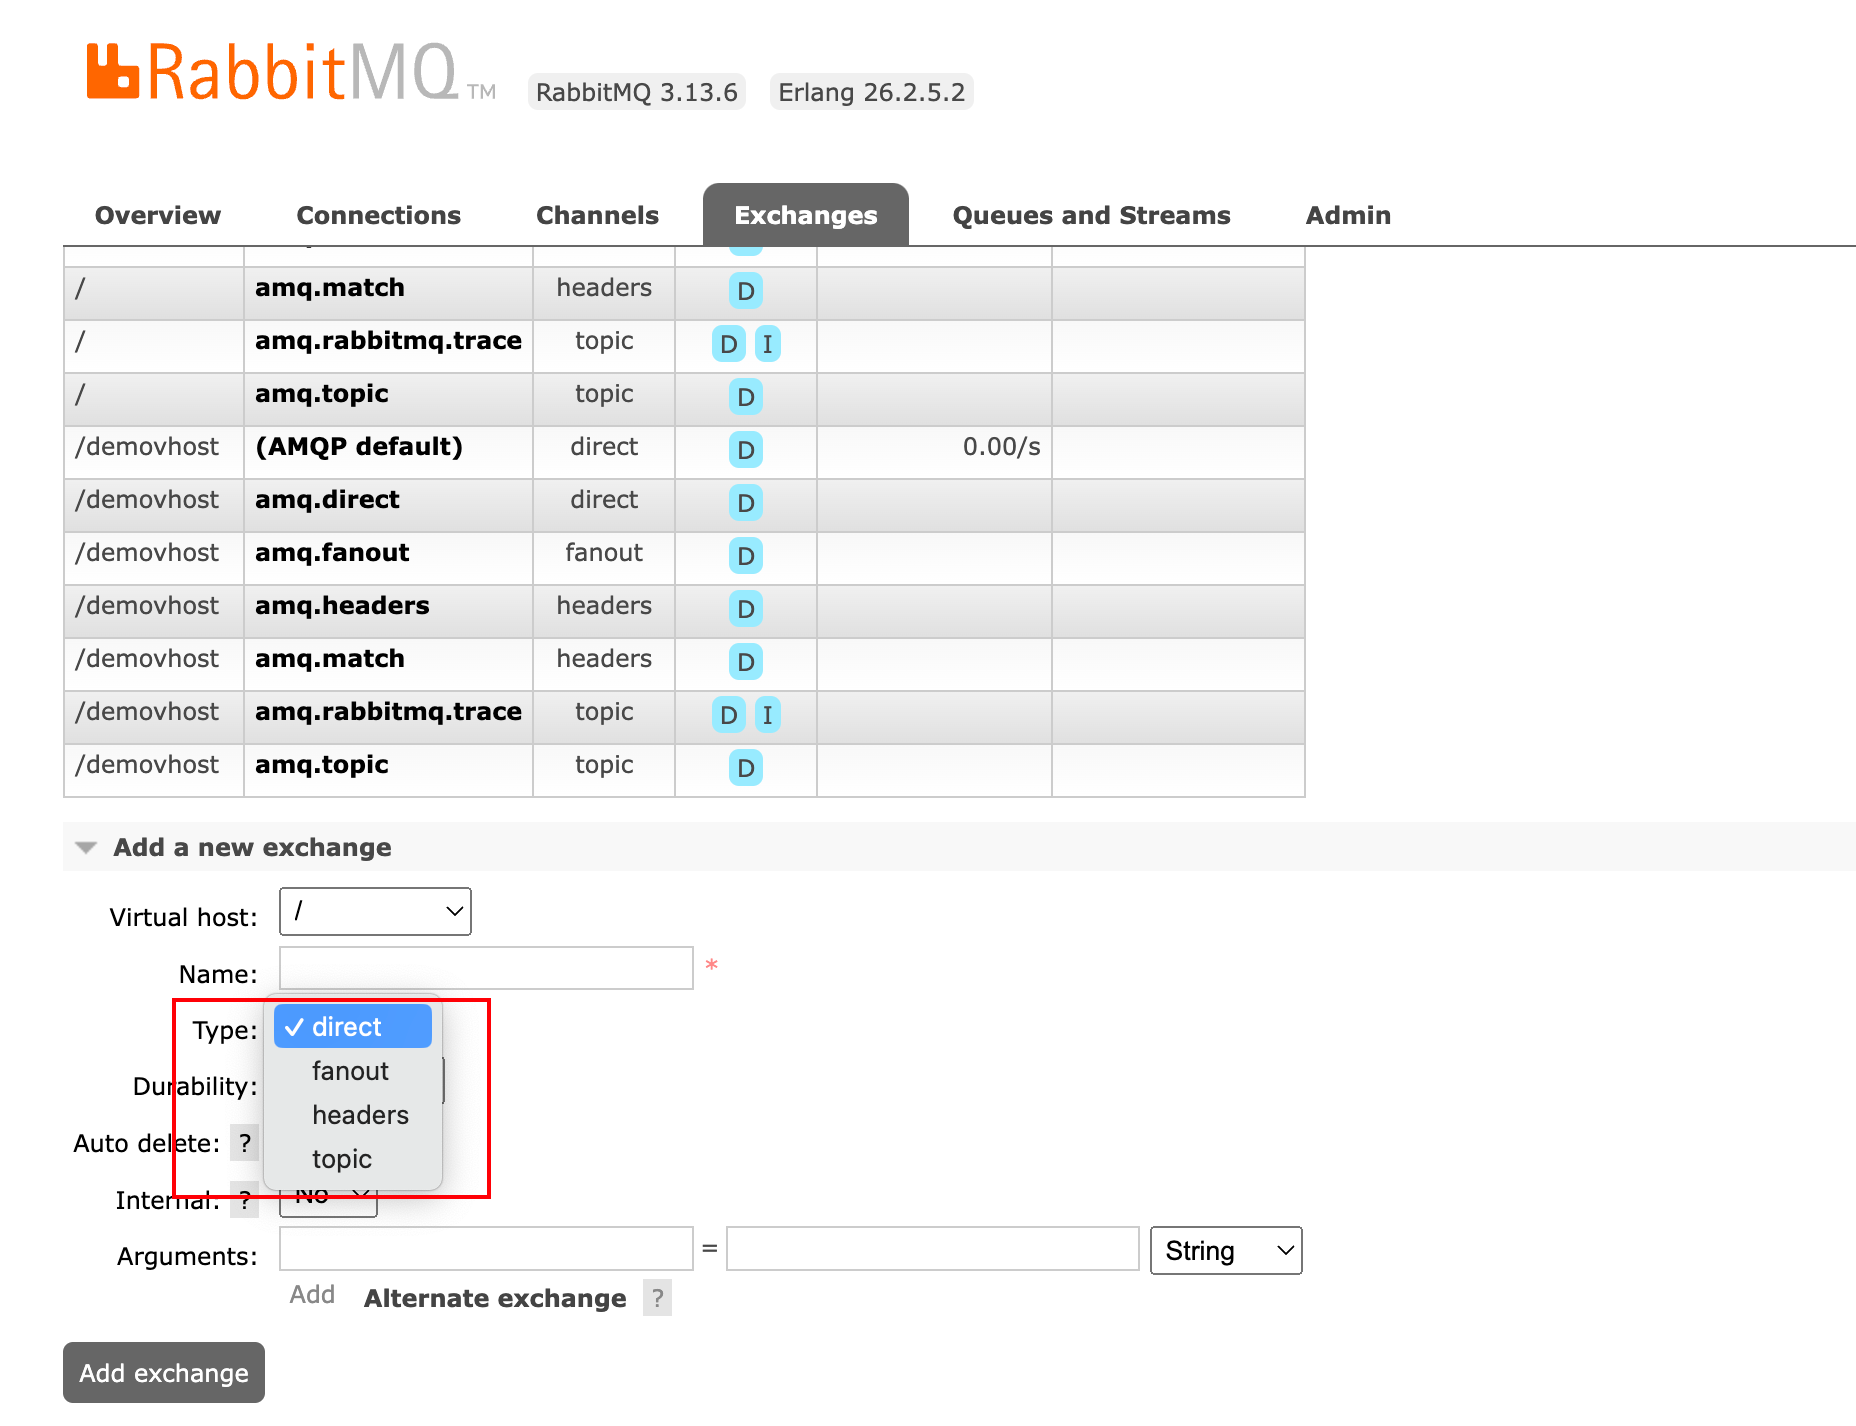 RabbitMQ TM RabbitMQ 3.13.6 Erlang 26.2.5.2
Overview Connections Channels Exchanges Queues and Streams Admin
/ amq.match headers D
/ amq.rabbitmq.trace topic D I
/ amq.topic topic D
/demovhost (AMQP default) direct D 0.00/s
/demovhost amq.direct direct D
/demovhost amq.fanout fanout D
/demovhost amq.headers headers D
/demovhost amq.match headers D
/demovhost amq.rabbitmq.trace topic D I
/demovhost amq.topic topic D
Add a new exchange
Virtual host: /
Name: *
Type: ✓ direct
fanout
Durability:
headers
Auto delete: ?
topic
Internal: ? No
Arguments: = String
Add Alternate exchange ?
Add exchange